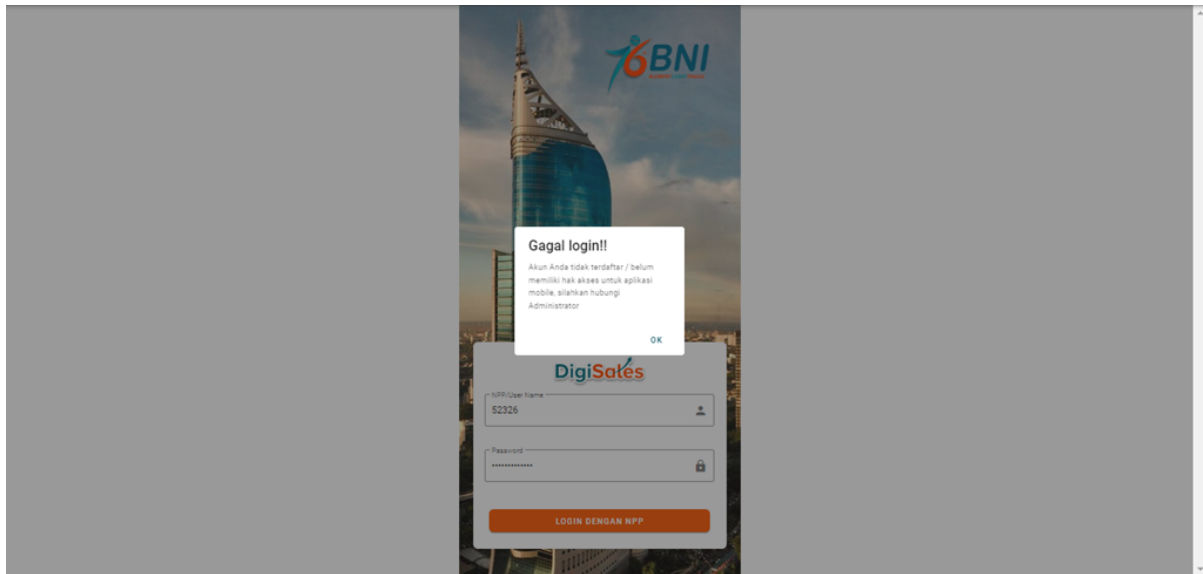 76 BNI
Gagal login!!
Akun Anda tidak terdaftar / belum
memiliki hak akses untuk aplikasi
mobile, silahkan hubungi
Administrator
OK
DigiSales
NPP/User Name
52326
Password
•••••••••••••
LOGIN DENGAN NPP